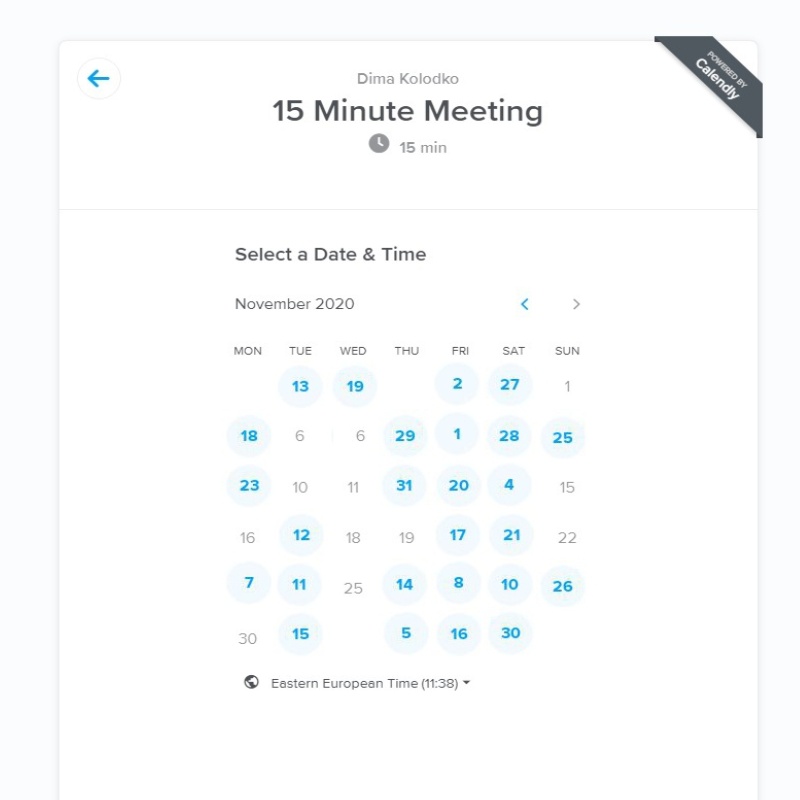 POWERED BY
Calendly
Dima Kolodko
15 Minute Meeting
15 min
Select a Date & Time
November 2020
MON TUE WED THU FRI SAT SUN
13 19 2 27 1
18 6 6 29 1 28 25
23 10 11 31 20 4 15
16 12 18 19 17 21 22
7 11 25 14 8 10 26
30 15 5 16 30
Eastern European Time (11:38)